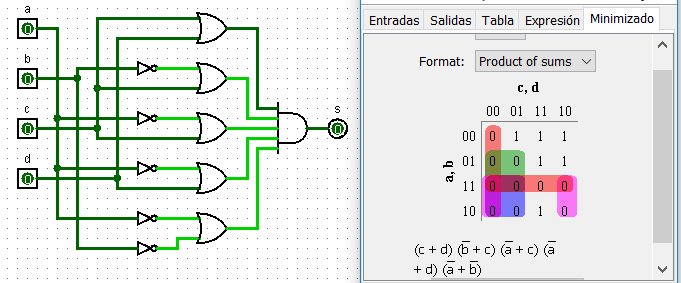 a
b
c
d
s
Entradas Salidas Tabla Expresión Minimizado
Format: Product of sums
c, d
00 01 11 10
a, b
00 0 1 1 1
01 0 0 1 1
11 0 0 0 0
10 0 0 1 0
(c + d) (b̅ + c) (a̅ + c) (a̅
+ d) (a̅ + b̅)